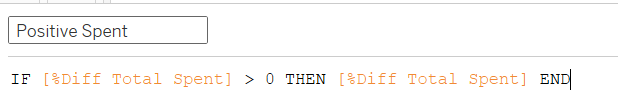 Positive Spent
IF [%Diff Total Spent] > 0 THEN [%Diff Total Spent] END